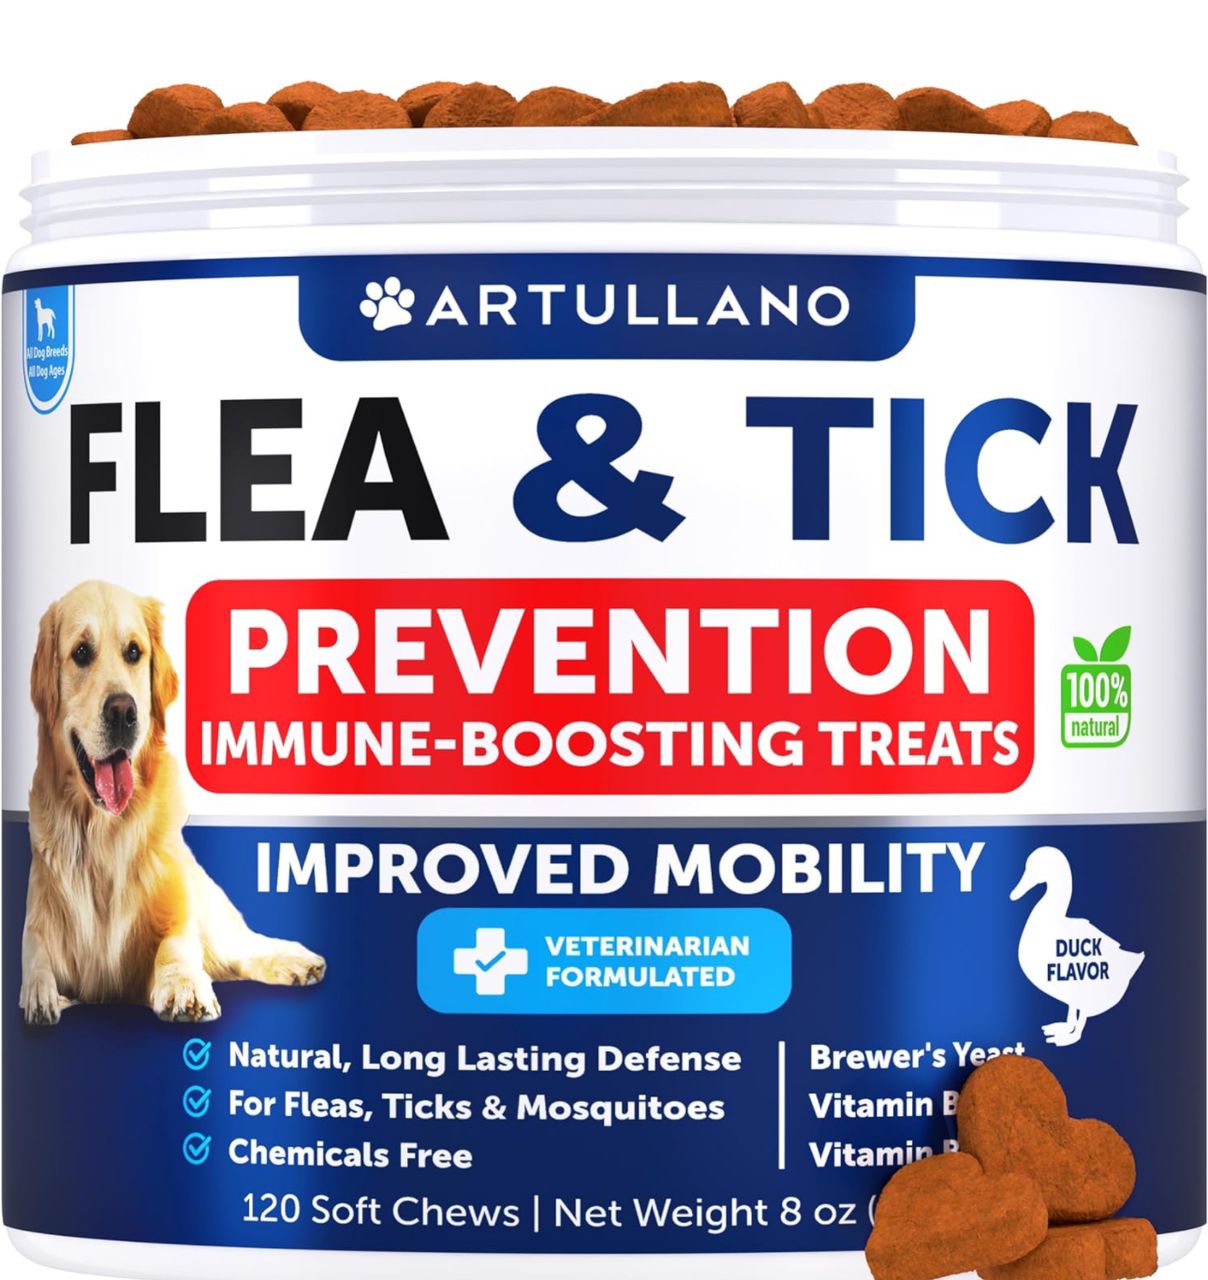 ARTULLANO
All Dog Breeds
All Dog Ages
FLEA & TICK
PREVENTION
IMMUNE-BOOSTING TREATS
100%
natural
IMPROVED MOBILITY
VETERINARIAN
FORMULATED
DUCK
FLAVOR
Natural, Long Lasting Defense
For Fleas, Ticks & Mosquitoes
Chemicals Free
Brewer's Yeast
Vitamin
Vitamin
120 Soft Chews | Net Weight 8 oz (